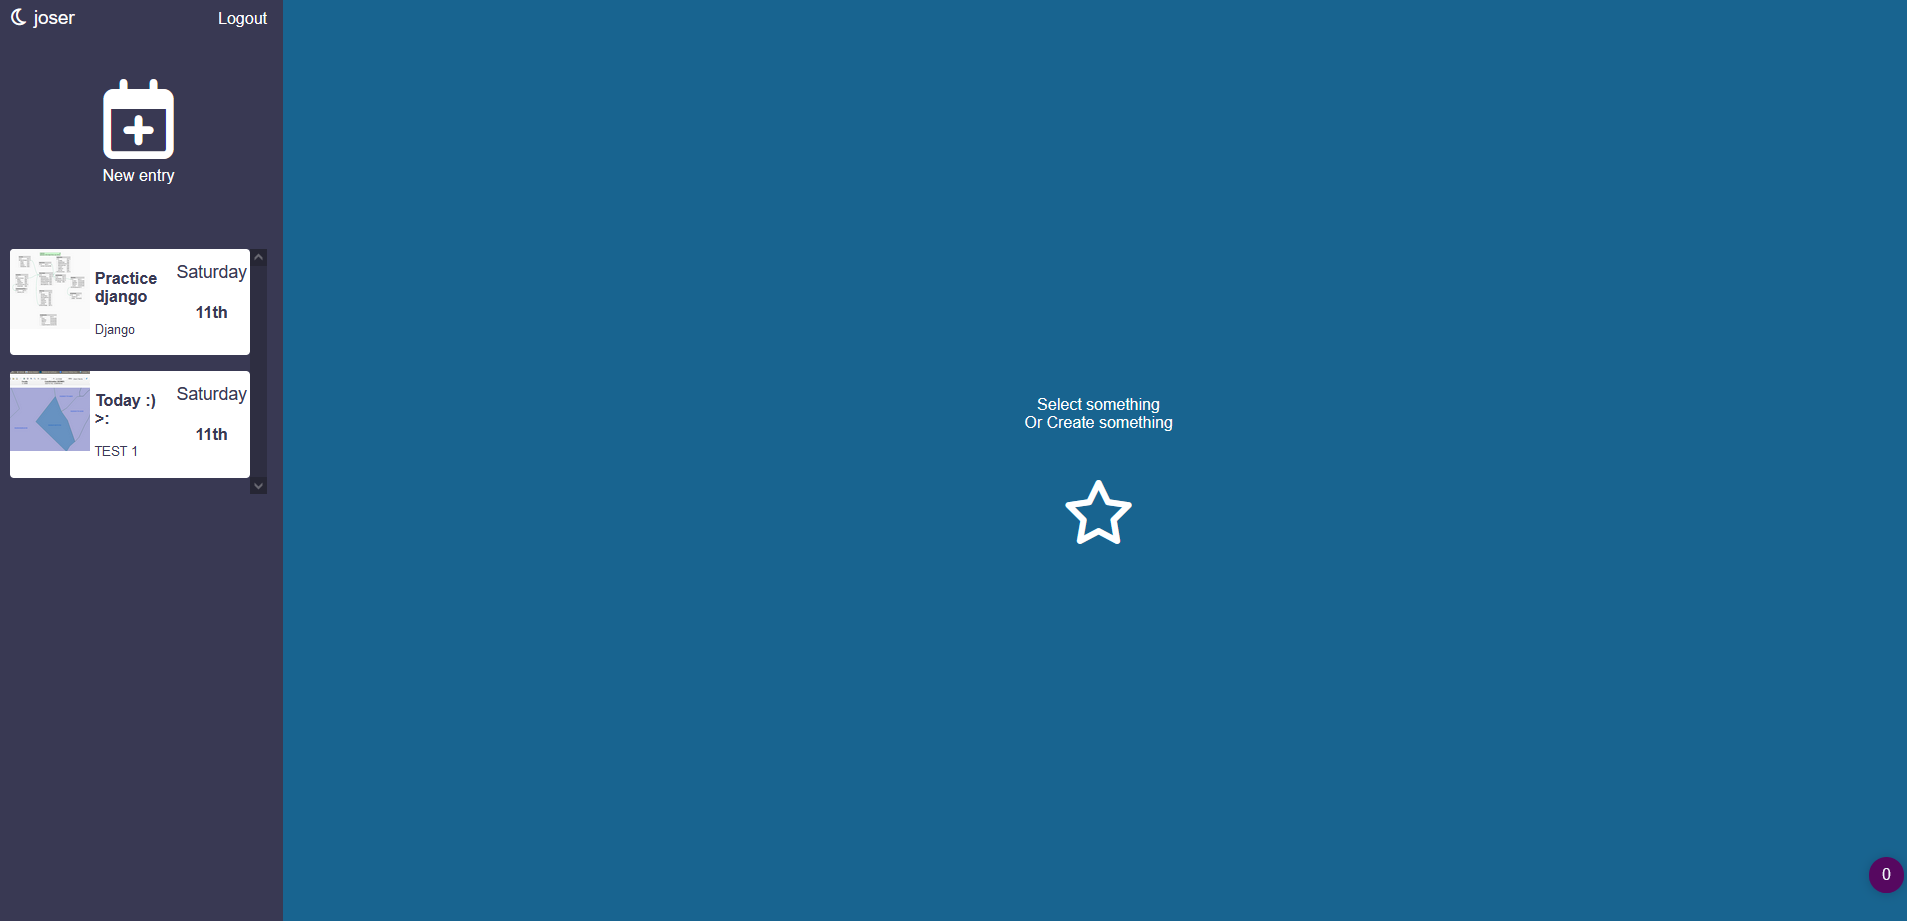 joser
Logout
New entry
Practice
django
Django
Saturday
11th
Today :)
>:
TEST 1
Saturday
11th
Select something
Or Create something
0